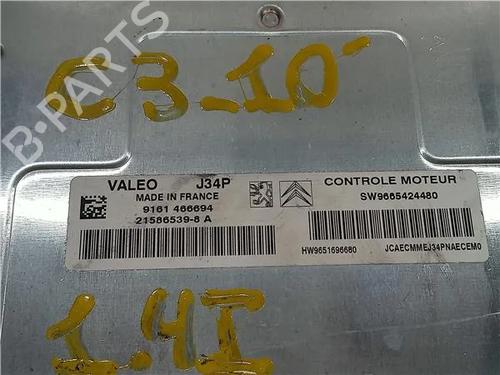 C3-10-
B-PARTS
VALEO J34P
MADE IN FRANCE
9161 466694
21586539-8 A
CONTROLE MOTEUR
SW9665424480
HW9651696680 JCAECMMEJ34PNAECEM0
1.4I